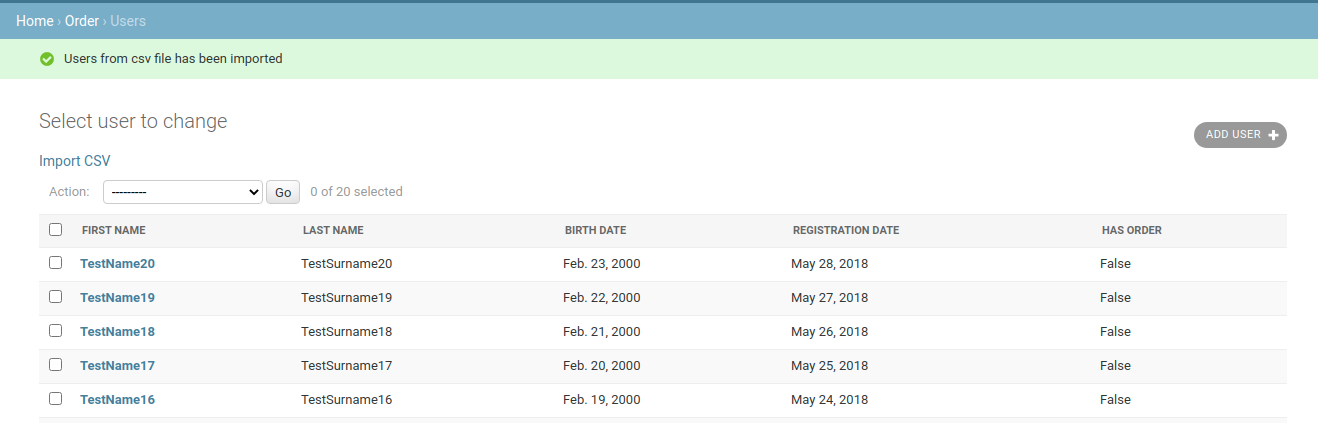 Home › Order › Users
Users from csv file has been imported
Select user to change
ADD USER +
Import CSV
Action: --------- Go 0 of 20 selected
FIRST NAME LAST NAME BIRTH DATE REGISTRATION DATE HAS ORDER
TestName20 TestSurname20 Feb. 23, 2000 May 28, 2018 False
TestName19 TestSurname19 Feb. 22, 2000 May 27, 2018 False
TestName18 TestSurname18 Feb. 21, 2000 May 26, 2018 False
TestName17 TestSurname17 Feb. 20, 2000 May 25, 2018 False
TestName16 TestSurname16 Feb. 19, 2000 May 24, 2018 False